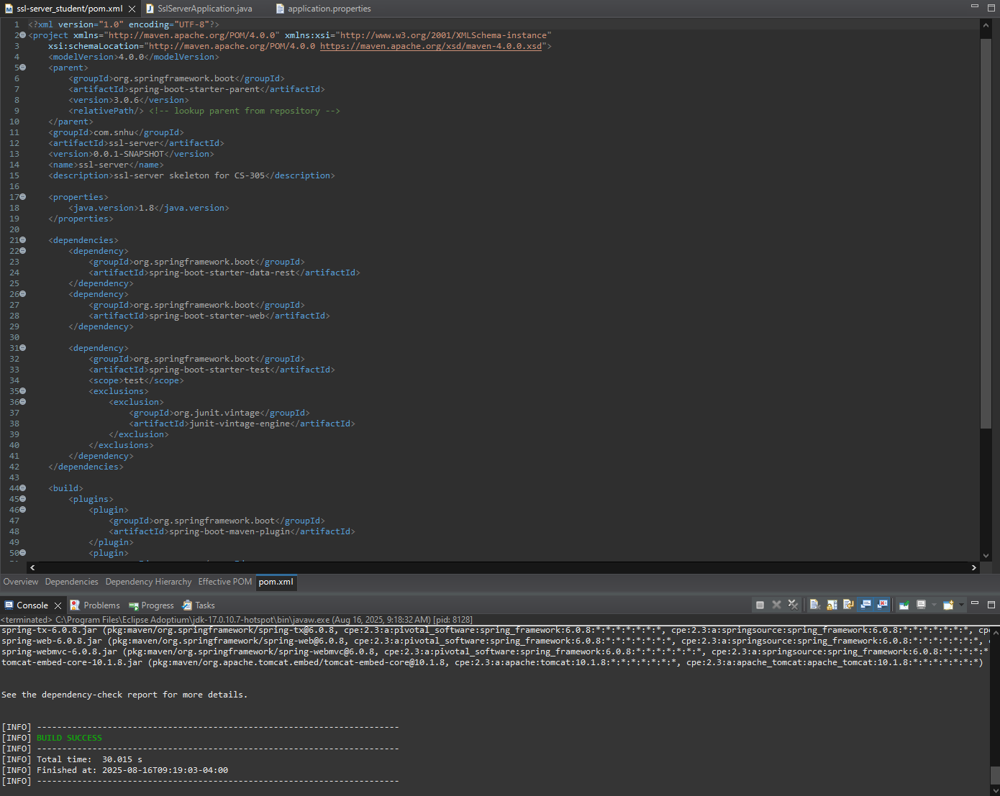 ssl-server_student/pom.xml SslServerApplication.java application.properties
1 <?xml version="1.0" encoding="UTF-8"?>
2 <project xmlns="http://maven.apache.org/POM/4.0.0" xmlns:xsi="http://www.w3.org/2001/XMLSchema-instance"
3 xsi:schemaLocation="http://maven.apache.org/POM/4.0.0 https://maven.apache.org/xsd/maven-4.0.0.xsd">
4 <modelVersion>4.0.0</modelVersion>
5 <parent>
6 <groupId>org.springframework.boot</groupId>
7 <artifactId>spring-boot-starter-parent</artifactId>
8 <version>3.0.6</version>
9 <relativePath/> <!-- lookup parent from repository -->
10 </parent>
11 <groupId>com.snhu</groupId>
12 <artifactId>ssl-server</artifactId>
13 <version>0.0.1-SNAPSHOT</version>
14 <name>ssl-server</name>
15 <description>ssl-server skeleton for CS-305</description>
16
17 <properties>
18 <java.version>1.8</java.version>
19 </properties>
20
21 <dependencies>
22 <dependency>
23 <groupId>org.springframework.boot</groupId>
24 <artifactId>spring-boot-starter-data-rest</artifactId>
25 </dependency>
26 <dependency>
27 <groupId>org.springframework.boot</groupId>
28 <artifactId>spring-boot-starter-web</artifactId>
29 </dependency>
30
31 <dependency>
32 <groupId>org.springframework.boot</groupId>
33 <artifactId>spring-boot-starter-test</artifactId>
34 <scope>test</scope>
35 <exclusions>
36 <exclusion>
37 <groupId>org.junit.vintage</groupId>
38 <artifactId>junit-vintage-engine</artifactId>
39 </exclusion>
40 </exclusions>
41 </dependency>
42 </dependencies>
43
44 <build>
45 <plugins>
46 <plugin>
47 <groupId>org.springframework.boot</groupId>
48 <artifactId>spring-boot-maven-plugin</artifactId>
49 </plugin>
50 <plugin>
Overview Dependencies Dependency Hierarchy Effective POM pom.xml
Console Problems Progress Tasks
<terminated> C:\Program Files\Eclipse Adoptium\jdk-17.0.10.7-hotspot\bin\javaw.exe (Aug 16, 2025, 9:18:32 AM) [pid: 8128]
spring-tx-6.0.8.jar (pkg:maven/org.springframework/spring-tx@6.0.8, cpe:2.3:a:pivotal_software:spring_framework:6.0.8:*:*:*:*:*:*:*, cpe:2.3:a:springsource:spring_framework:6.0.8:*:*:*:*:*:*:*, cpe
spring-web-6.0.8.jar (pkg:maven/org.springframework/spring-web@6.0.8, cpe:2.3:a:pivotal_software:spring_framework:6.0.8:*:*:*:*:*:*:*, cpe:2.3:a:springsource:spring_framework:6.0.8:*:*:*:*:*:*:*,
spring-webmvc-6.0.8.jar (pkg:maven/org.springframework/spring-webmvc@6.0.8, cpe:2.3:a:pivotal_software:spring_framework:6.0.8:*:*:*:*:*:*:*, cpe:2.3:a:springsource:spring_framework:6.0.8:*:*:*:*:*
tomcat-embed-core-10.1.8.jar (pkg:maven/org.apache.tomcat.embed/tomcat-embed-core@10.1.8, cpe:2.3:a:apache:tomcat:10.1.8:*:*:*:*:*:*:*, cpe:2.3:a:apache_tomcat:apache_tomcat:10.1.8:*:*:*:*:*:*:*)
See the dependency-check report for more details.
[INFO] ------------------------------------------------------------------------
[INFO] BUILD SUCCESS
[INFO] ------------------------------------------------------------------------
[INFO] Total time:  30.015 s
[INFO] Finished at: 2025-08-16T09:19:03-04:00
[INFO] ------------------------------------------------------------------------